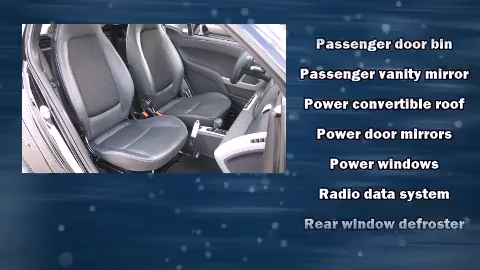 Passenger door bin
Passenger vanity mirror
Power convertible roof
Power door mirrors
Power windows
Radio data system
Rear window defroster